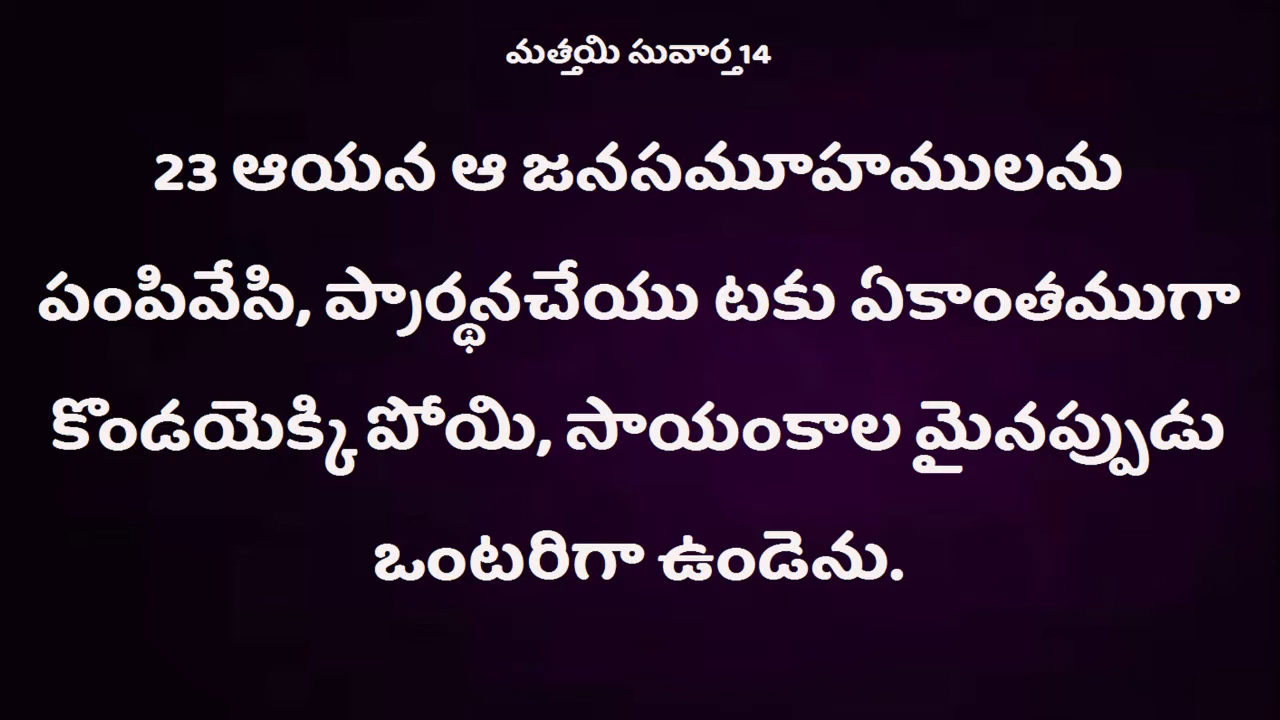 మత్తయి సువార్త14
23 ఆయన ఆ జనసమూహములను
పంపివేసి, ప్రార్థనచేయు టకు ఏకాంతముగా
కొండయెక్కి పోయి, సాయంకాల మైనప్పుడు
ఒంటరిగా ఉండెను.